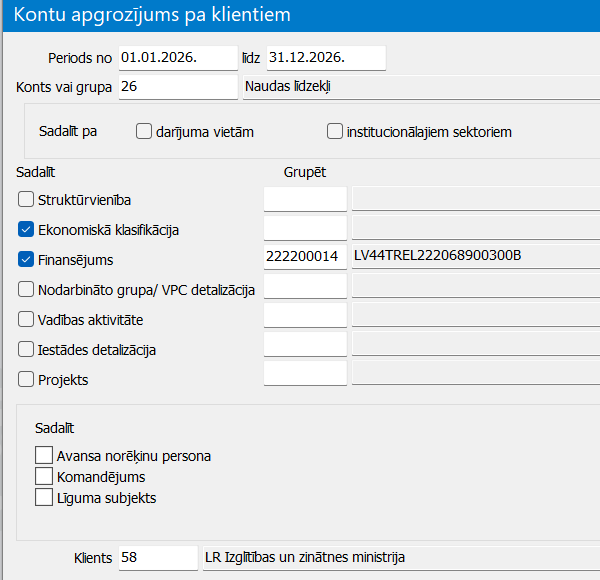 Kontu apgrozījums pa klientiem
Periods no 01.01.2026. līdz 31.12.2026.
Konts vai grupa 26 Naudas līdzekļi
Sadalīt pa darījuma vietām institucionālajiem sektoriem
Sadalīt Grupēt
Struktūrvienība
Ekonomiskā klasifikācija
Finansējums 222200014 LV44TREL222068900300B
Nodarbināto grupa/ VPC detalizācija
Vadības aktivitāte
Iestādes detalizācija
Projekts
Sadalīt
Avansa norēķinu persona
Komandējums
Līguma subjekts
Klients 58 LR Izglītības un zinātnes ministrija